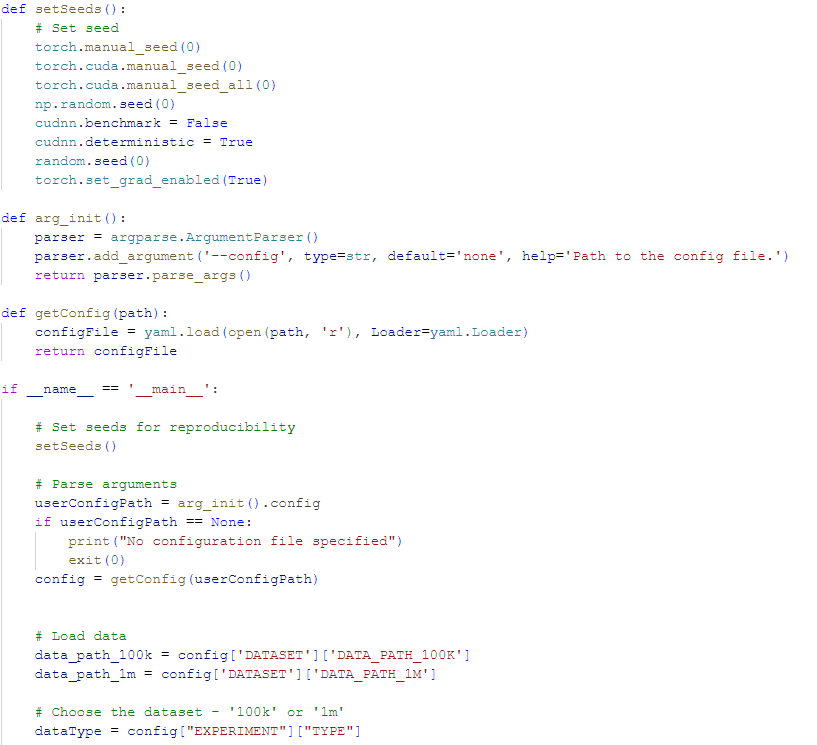 def setSeeds():
    # Set seed
    torch.manual_seed(0)
    torch.cuda.manual_seed(0)
    torch.cuda.manual_seed_all(0)
    np.random.seed(0)
    cudnn.benchmark = False
    cudnn.deterministic = True
    random.seed(0)
    torch.set_grad_enabled(True)

def arg_init():
    parser = argparse.ArgumentParser()
    parser.add_argument('--config', type=str, default='none', help='Path to the config file.')
    return parser.parse_args()

def getConfig(path):
    configFile = yaml.load(open(path, 'r'), Loader=yaml.Loader)
    return configFile

if __name__ == '__main__':

    # Set seeds for reproducibility
    setSeeds()

    # Parse arguments
    userConfigPath = arg_init().config
    if userConfigPath == None:
        print("No configuration file specified")
        exit(0)
    config = getConfig(userConfigPath)


    # Load data
    data_path_100k = config['DATASET']['DATA_PATH_100K']
    data_path_1m = config['DATASET']['DATA_PATH_1M']

    # Choose the dataset - '100k' or '1m'
    dataType = config["EXPERIMENT"]["TYPE"]